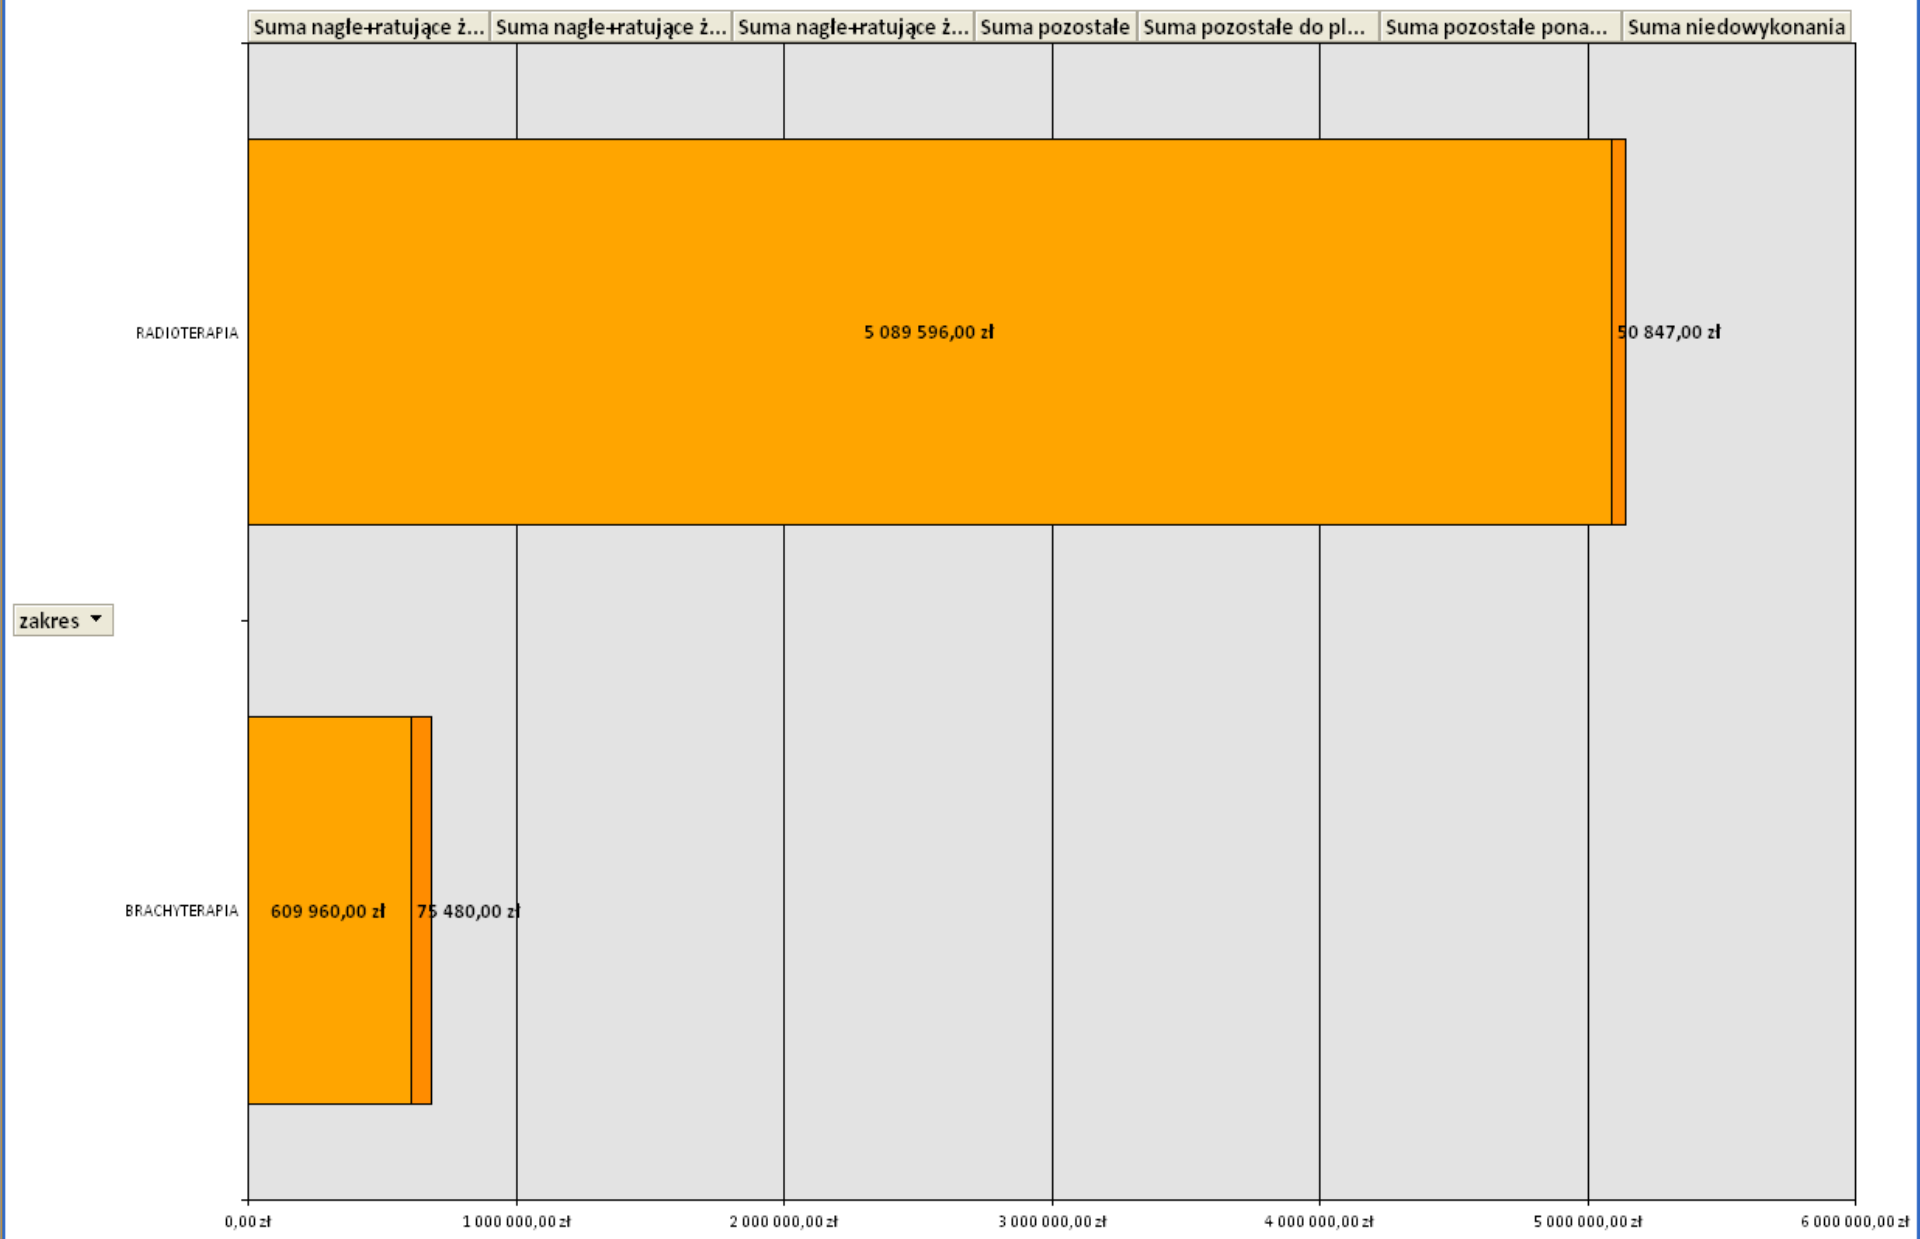 Suma nagłe+ratujące ż... Suma nagłe+ratujące ż... Suma nagłe+ratujące ż... Suma pozostałe Suma pozostałe do pl... Suma pozostałe pona... Suma niedowykonania
RADIOTERAPIA 5 089 596,00 zł 50 847,00 zł
zakres
BRACHYTERAPIA 609 960,00 zł 75 480,00 zł
0,00 zł 1 000 000,00 zł 2 000 000,00 zł 3 000 000,00 zł 4 000 000,00 zł 5 000 000,00 zł 6 000 000,00 zł